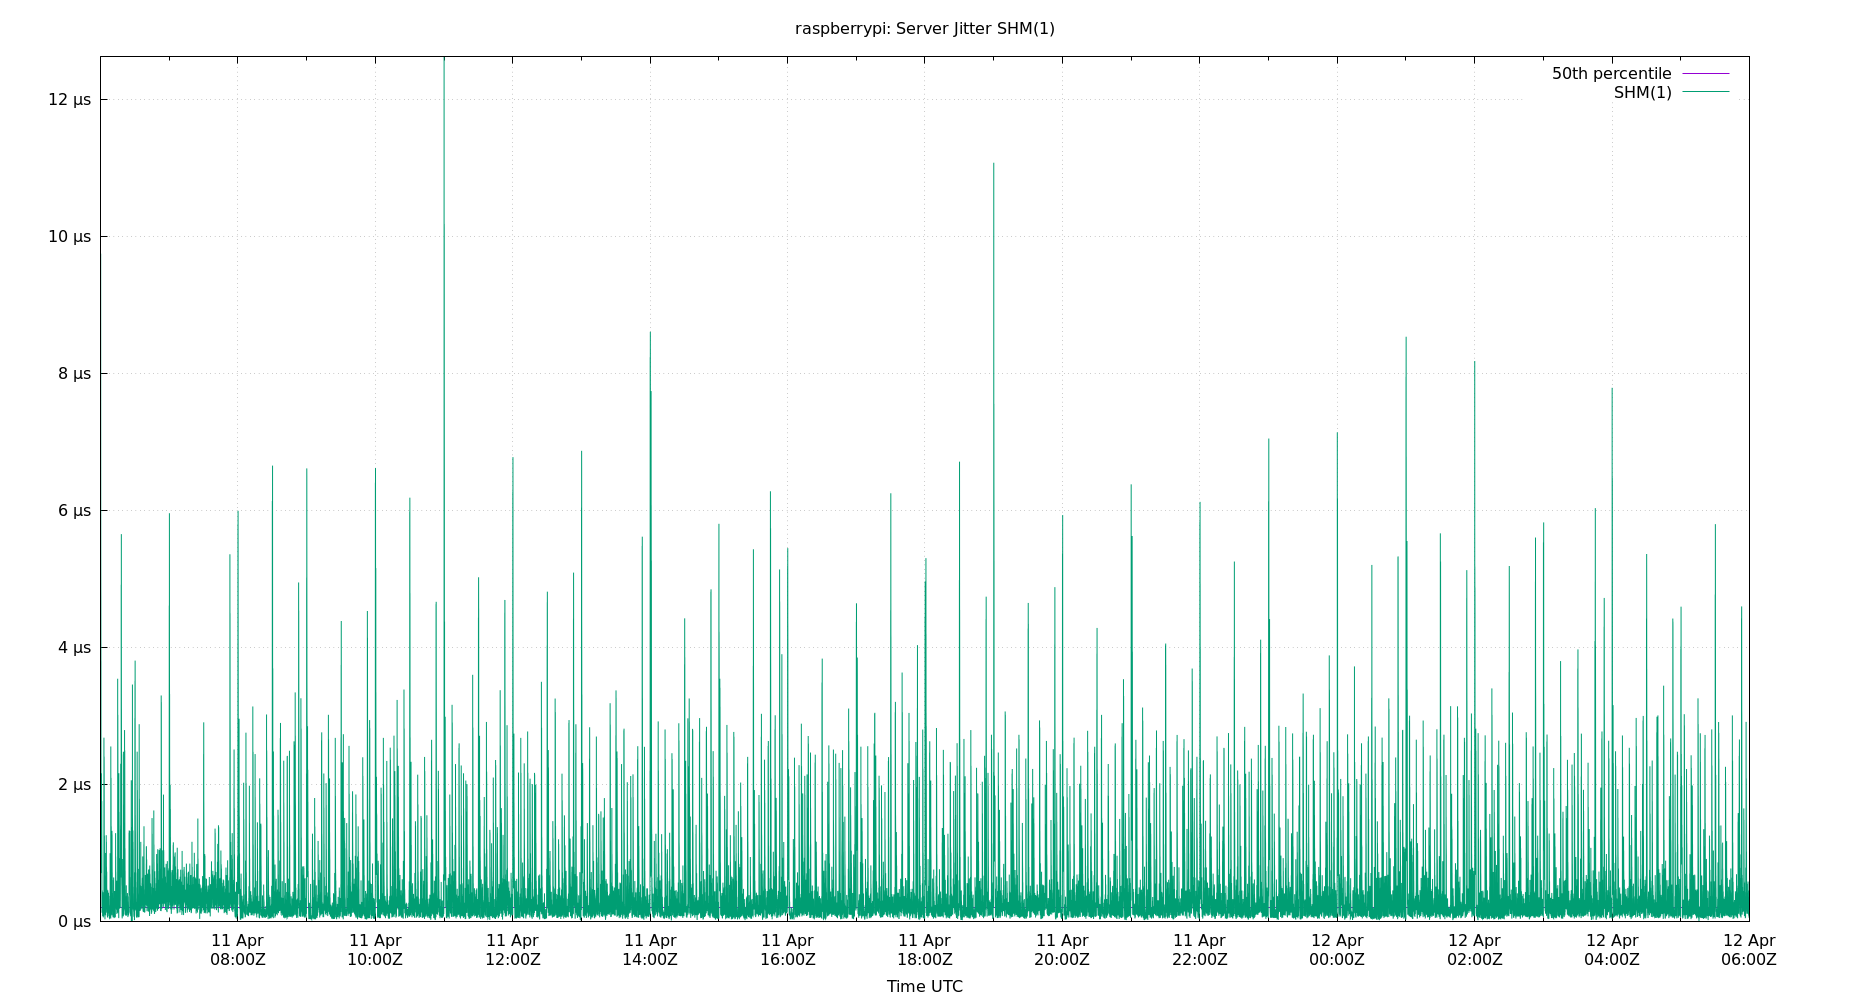 raspberrypi: Server Jitter SHM(1)
50th percentile
SHM(1)
12 µs
10 µs
8 µs
6 µs
4 µs
2 µs
0 µs
11 Apr 11 Apr 11 Apr 11 Apr 11 Apr 11 Apr 11 Apr 11 Apr 12 Apr 12 Apr 12 Apr 12 Apr
08:00Z 10:00Z 12:00Z 14:00Z 16:00Z 18:00Z 20:00Z 22:00Z 00:00Z 02:00Z 04:00Z 06:00Z
Time UTC